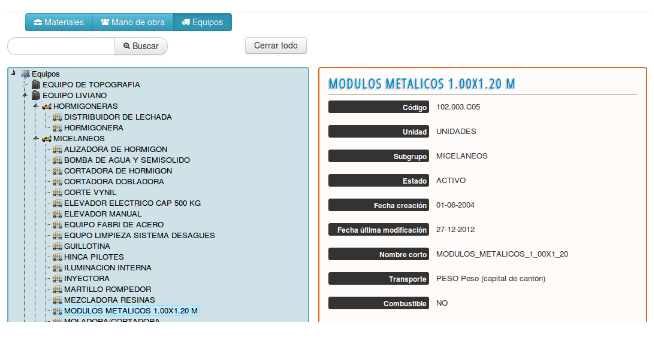 Materiales Mano de obra Equipos
Buscar Cerrar todo
Equipos
EQUIPO DE TOPOGRAFIA
EQUIPO LIVIANO
HORMIGONERAS
DISTRIBUIDOR DE LECHADA
HORMIGONERA
MICELANEOS
ALIZADORA DE HORMIGON
BOMBA DE AGUA Y SEMISOLIDO
CORTADORA DE HORMIGON
CORTADORA DOBLADORA
CORTE VYNIL
ELEVADOR ELECTRICO CAP 500 KG
ELEVADOR MANUAL
EQUIPO FABRI DE ACERO
EQUPO LIMPIEZA SISTEMA DESAGUES
GUILLOTINA
HINCA PILOTES
ILUMINACION INTERNA
INYECTORA
MARTILLO ROMPEDOR
MEZCLADORA RESINAS
MODULOS METALICOS 1.00X1.20 M
MOLADORA/CORTADORA
MODULOS METALICOS 1.00X1.20 M
Código 102.003.C05
Unidad UNIDADES
Subgrupo MICELANEOS
Estado ACTIVO
Fecha creación 01-06-2004
Fecha última modificación 27-12-2012
Nombre corto MODULOS_METALICOS_1_00X1_20
Transporte PESO Peso (capital de cantón)
Combustible NO